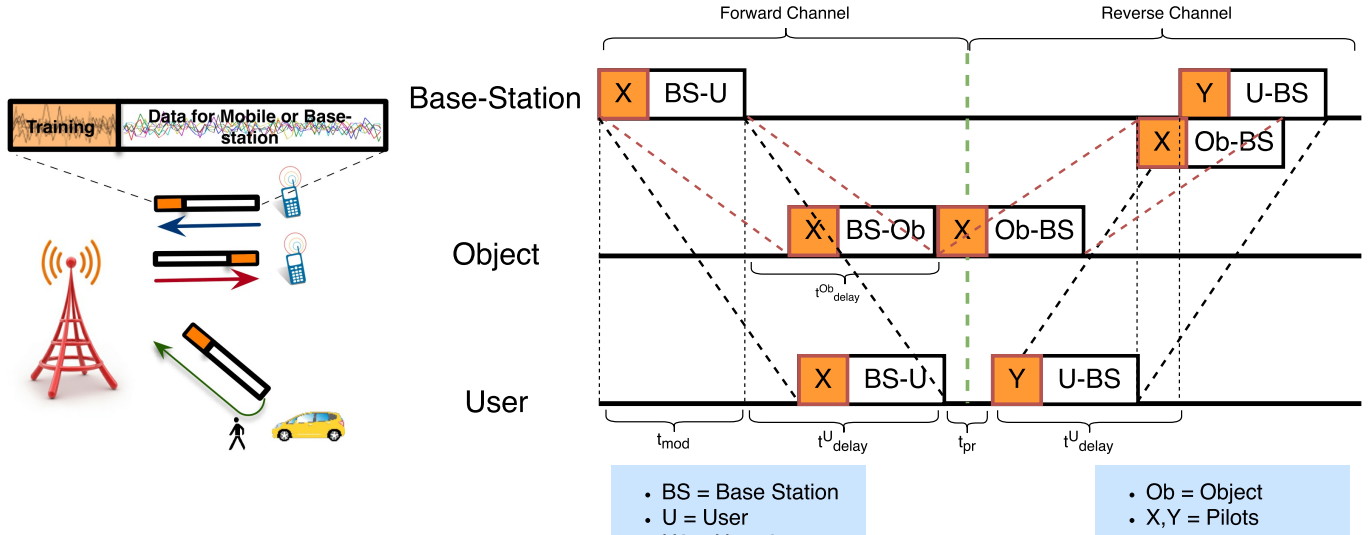 Training
Data for Mobile or Base-
station
Forward Channel
Reverse Channel
Base-Station
X
BS-U
Y
U-BS
X
Ob-BS
Object
X
BS-Ob
X
Ob-BS
t^Ob_delay
User
X
BS-U
Y
U-BS
t_mod
t^U_delay
t_pr
t^U_delay
• BS = Base Station
• U = User
• Ob = Object
• X,Y = Pilots